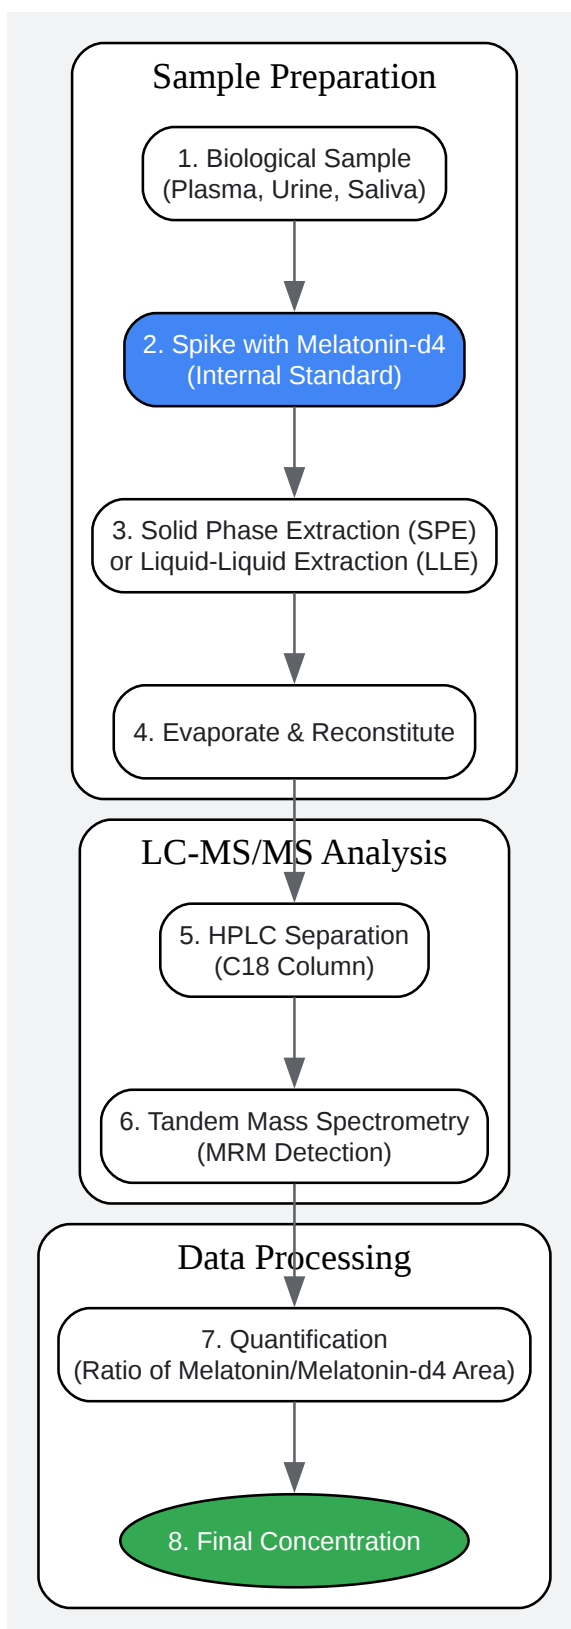 Sample Preparation
1. Biological Sample
(Plasma, Urine, Saliva)
2. Spike with Melatonin-d4
(Internal Standard)
3. Solid Phase Extraction (SPE)
or Liquid-Liquid Extraction (LLE)
4. Evaporate & Reconstitute
LC-MS/MS Analysis
5. HPLC Separation
(C18 Column)
6. Tandem Mass Spectrometry
(MRM Detection)
Data Processing
7. Quantification
(Ratio of Melatonin/Melatonin-d4 Area)
8. Final Concentration